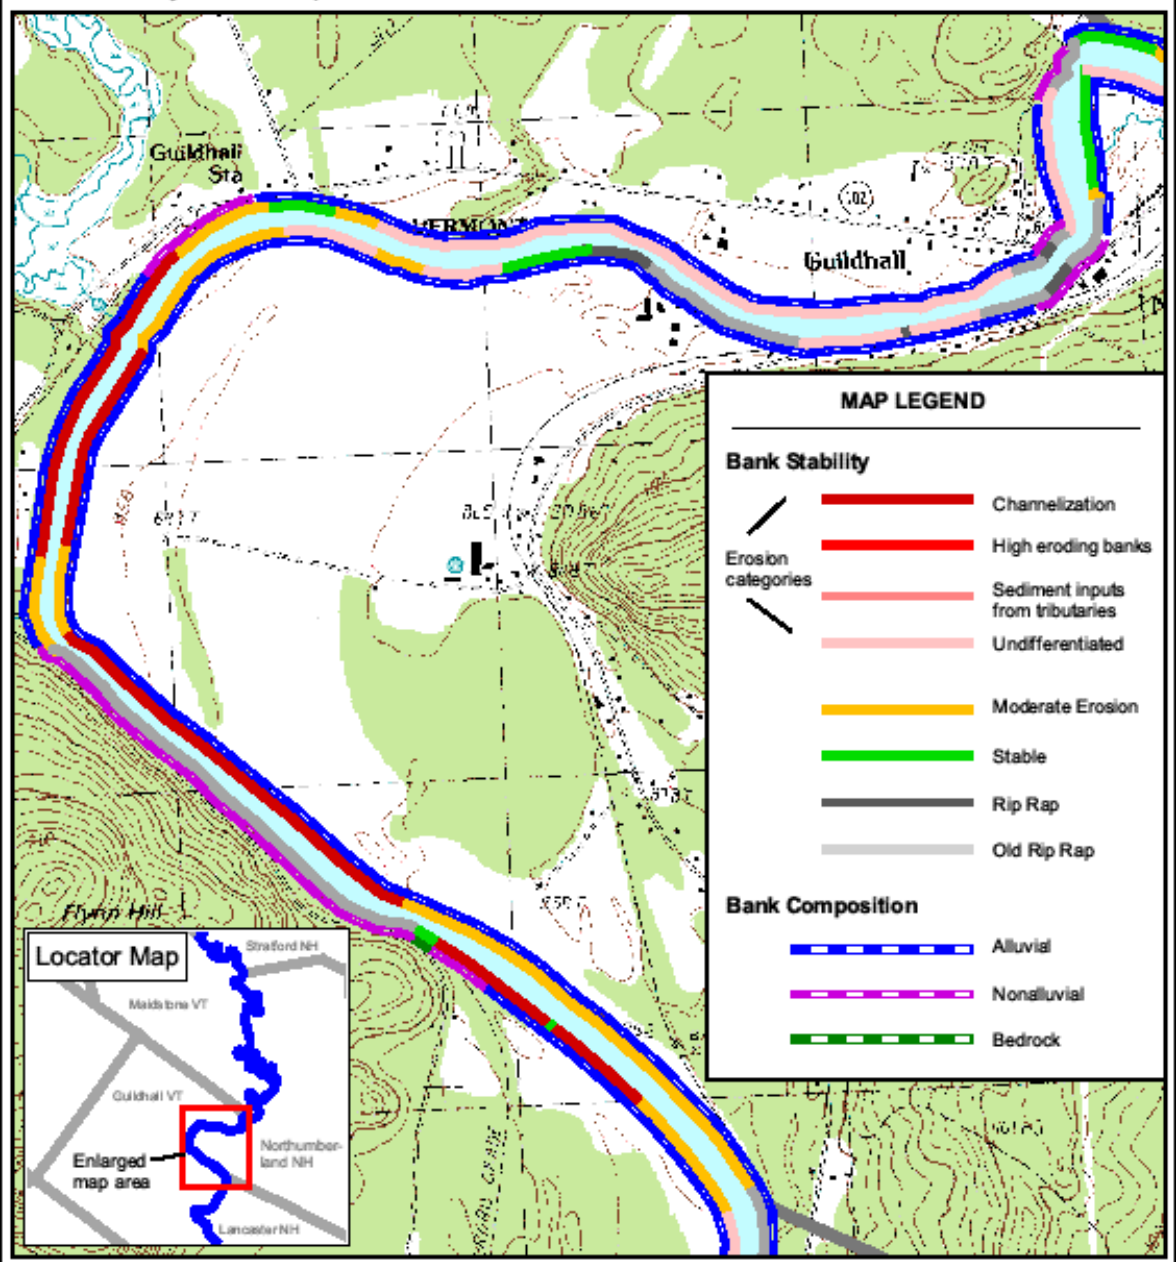 Guildhall
Sta
VERMONT
102
Guildhall
MAP LEGEND
Bank Stability
Channelization
High eroding banks
Erosion
categories
Sediment inputs
from tributaries
Undifferentiated
Moderate Erosion
Stable
Rip Rap
Old Rip Rap
Bank Composition
Alluvial
Nonalluvial
Bedrock
Flynn Hill
Locator Map
Stratford NH
Maidstone VT
Guildhall VT
Northumber-
land NH
Enlarged
map area
Lancaster NH